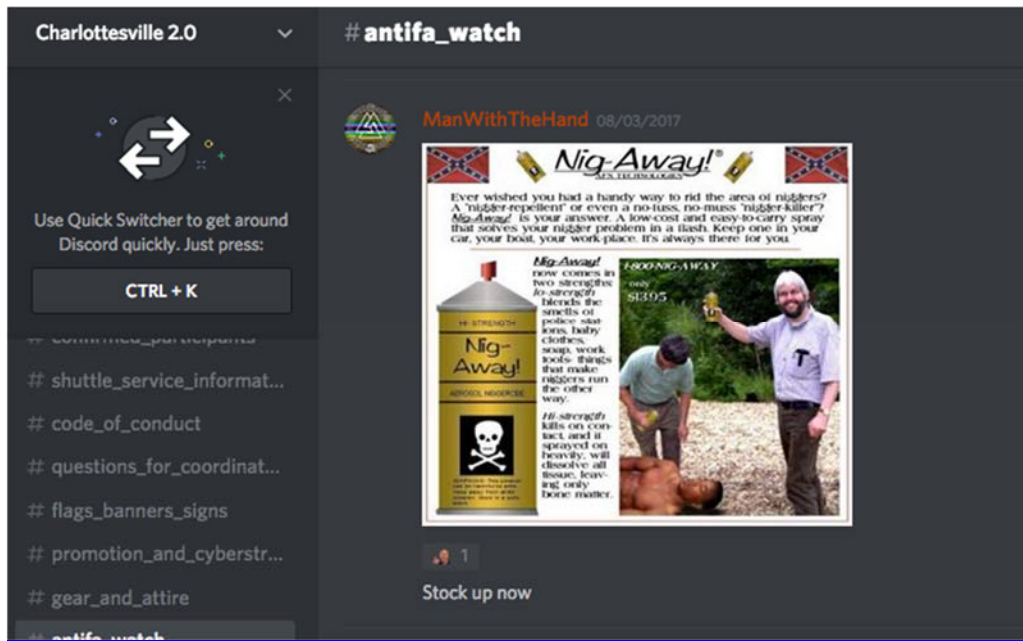 Charlottesville 2.0
#antifa_watch
Use Quick Switcher to get around
Discord quickly. Just press:
CTRL + K
# confirmed_participants
# shuttle_service_informat...
# code_of_conduct
# questions_for_coordinat...
# flags_banners_signs
# promotion_and_cyberstr...
# gear_and_attire
# antifa_watch
ManWithTheHand 08/03/2017
Nig-Away!®
TECHNOLOGIES
Ever wished you had a handy way to rid the area of niggers?
A "nigger-repellent" or even a no-fuss, no-muss "nigger-killer"?
Nig-Away! is your answer. A low-cost and easy-to-carry spray
that solves your nigger problem in a flash. Keep one in your
car, your boat, your work-place. It's always there for you.
HI-STRENGTH
Nig-
Away!
AEROSOL NIGGERCIDE
Nig-Away!
now comes in
two strengths:
lo-strength
blends the
smells of
police stat-
ions, baby
clothes,
soap, work
tools- things
that make
niggers run
the other
way.
Hi-strength
kills on con-
tact, and if
sprayed on
heavily, will
dissolve all
tissue, leav-
ing only
bone matter.
1-800-NIG-AWAY
only
$13.95
T
1
Stock up now